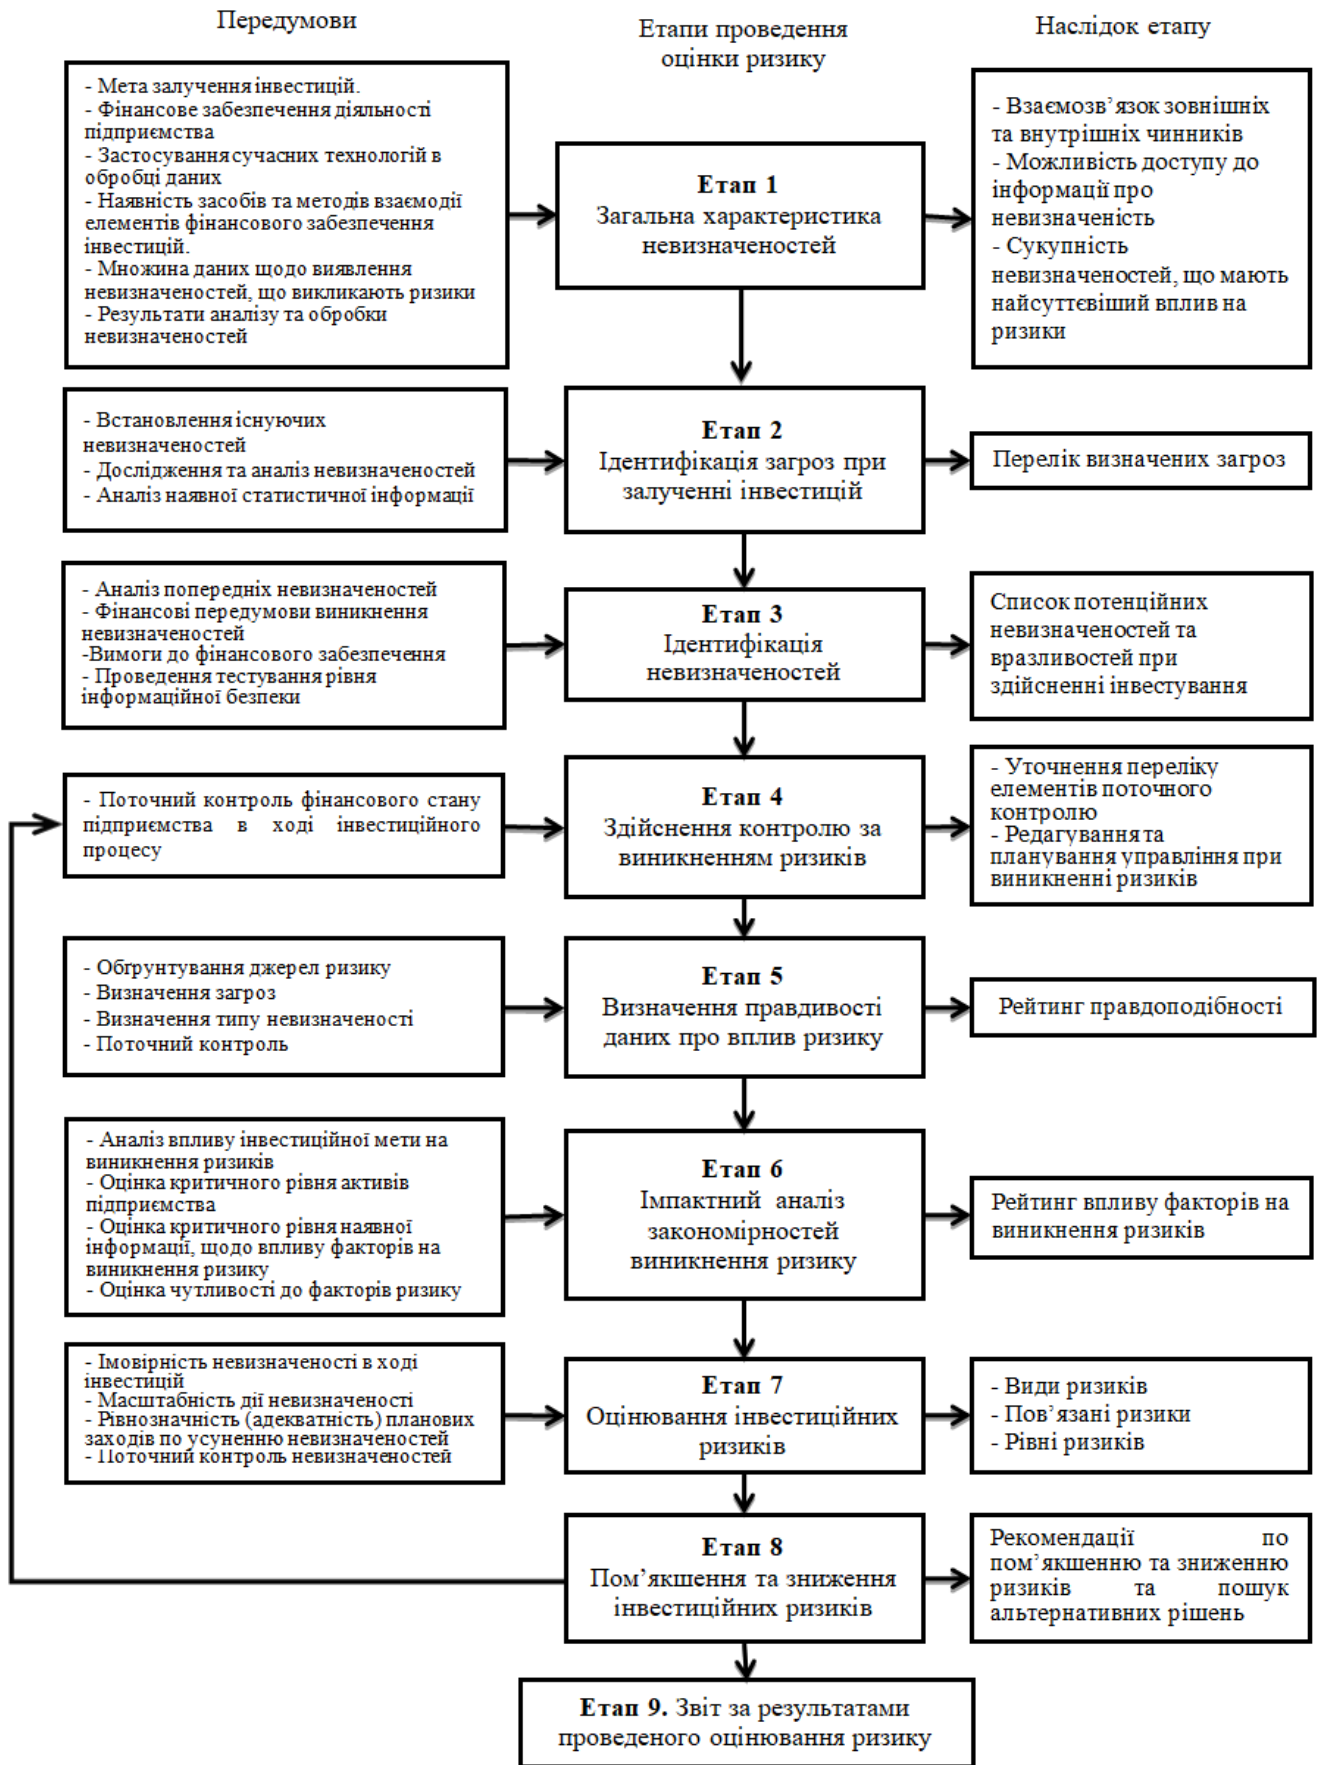 Передумови
Етапи проведення
оцінки ризику
Наслідок етапу
- Мета залучення інвестицій.
- Фінансове забезпечення діяльності
підприємства
- Застосування сучасних технологій в
обробці даних
- Наявність засобів та методів взаємодії
елементів фінансового забезпечення
інвестицій.
- Множина даних щодо виявлення
невизначеностей, що викликають ризики
- Результати аналізу та обробки
невизначеностей
Етап 1
Загальна характеристика
невизначеностей
- Взаємозв’язок зовнішніх
та внутрішніх чинників
- Можливість доступу до
інформації про
невизначеність
- Сукупність
невизначеностей, що мають
найсуттєвіший вплив на
ризики
- Встановлення існуючих
невизначеностей
- Дослідження та аналіз невизначеностей
- Аналіз наявної статистичної інформації
Етап 2
Ідентифікація загроз при
залученні інвестицій
Перелік визначених загроз
- Аналіз попередніх невизначеностей
- Фінансові передумови виникнення
невизначеностей
-Вимоги до фінансового забезпечення
- Проведення тестування рівня
інформаційної безпеки
Етап 3
Ідентифікація
невизначеностей
Список потенційних
невизначеностей та
вразливостей при
здійсненні інвестування
- Поточний контроль фінансового стану
підприємства в ході інвестиційного
процесу
Етап 4
Здійснення контролю за
виникненням ризиків
- Уточнення переліку
елементів поточного
контролю
- Редагування та
планування управління при
виникненні ризиків
- Обґрунтування джерел ризику
- Визначення загроз
- Визначення типу невизначеності
- Поточний контроль
Етап 5
Визначення правдивості
даних про вплив ризику
Рейтинг правдоподібності
- Аналіз впливу інвестиційної мети на
виникнення ризиків
- Оцінка критичного рівня активів
підприємства
- Оцінка критичного рівня наявної
інформації, щодо впливу факторів на
виникнення ризику
- Оцінка чутливості до факторів ризику
Етап 6
Імпактний аналіз
закономірностей
виникнення ризику
Рейтинг впливу факторів на
виникнення ризиків
- Імовірність невизначеності в ході
інвестицій
- Масштабність дії невизначеності
- Рівнозначність (адекватність) планових
заходів по усуненню невизначеностей
- Поточний контроль невизначеностей
Етап 7
Оцінювання інвестиційних
ризиків
- Види ризиків
- Пов’язані ризики
- Рівні ризиків
Етап 8
Пом’якшення та зниження
інвестиційних ризиків
Рекомендації по
пом’якшенню та зниженню
ризиків та пошук
альтернативних рішень
Етап 9. Звіт за результатами
проведеного оцінювання ризику